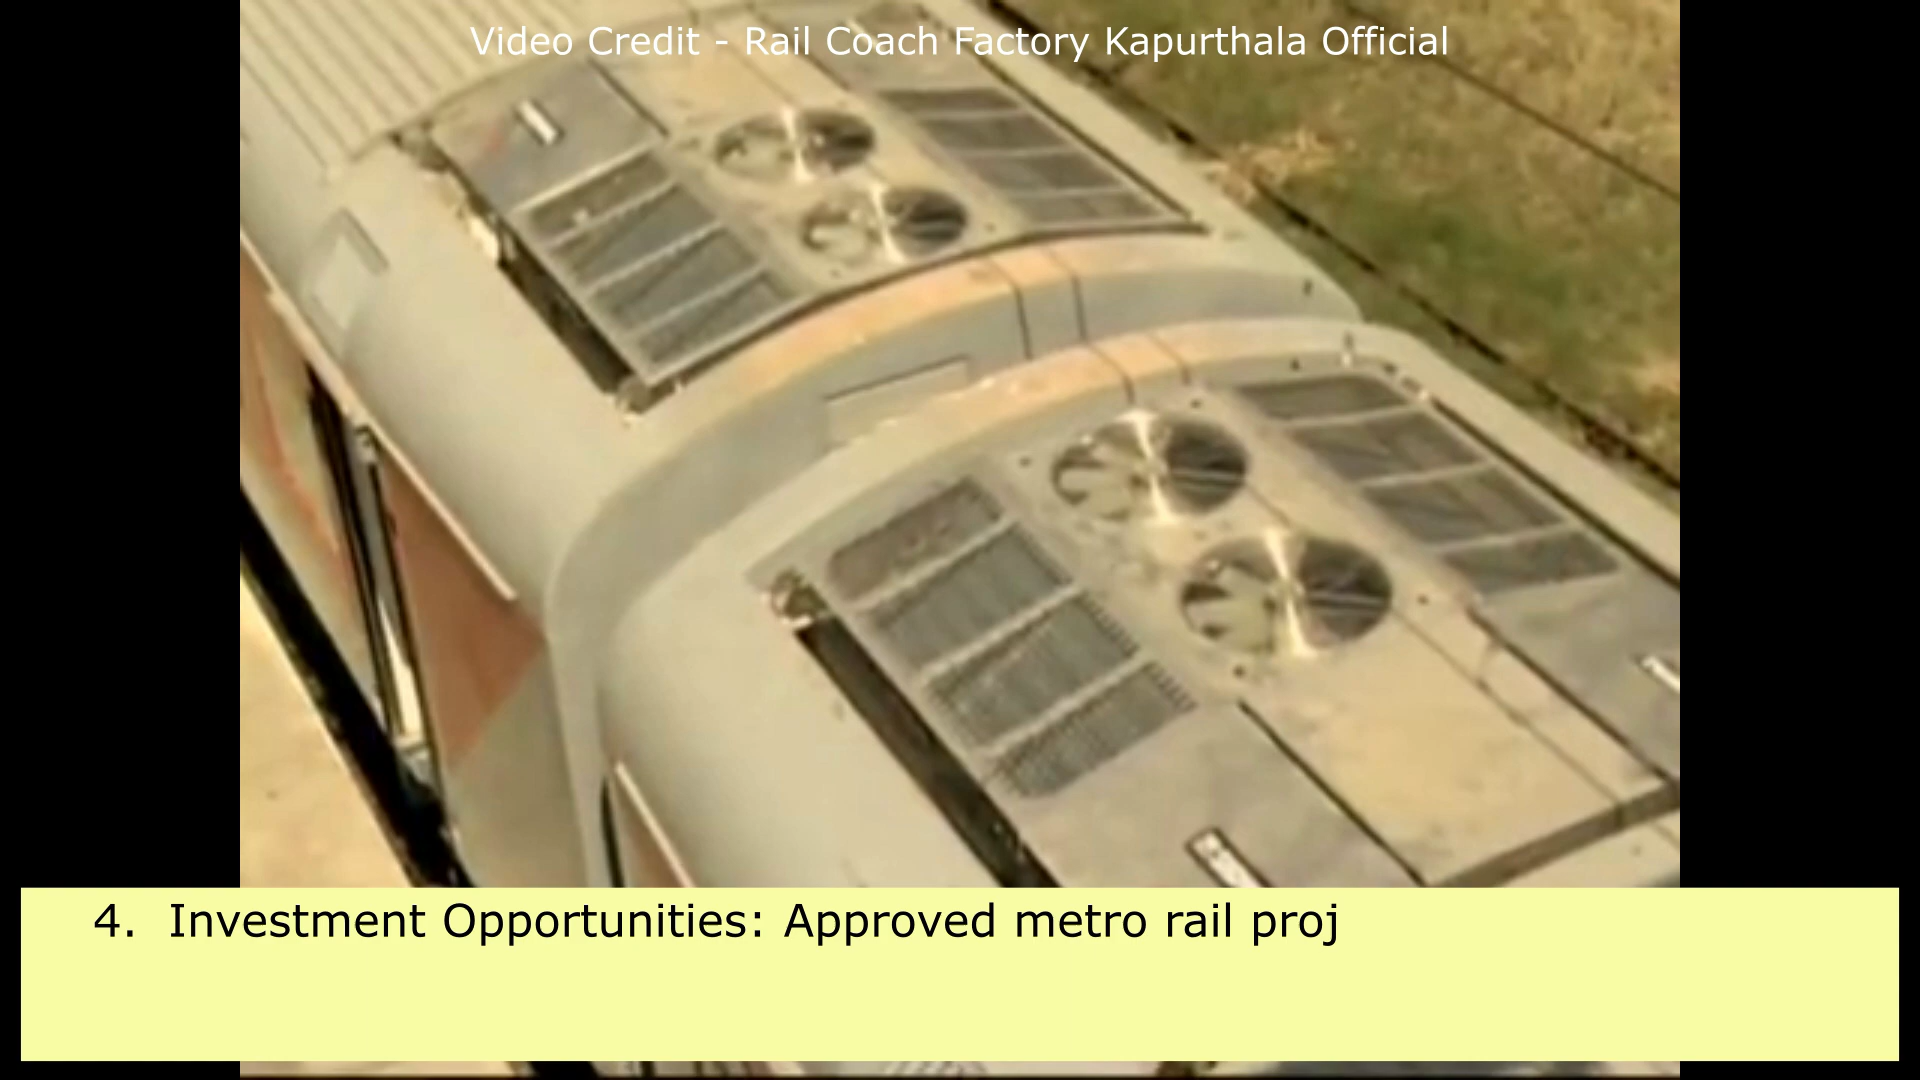 Video Credit - Rail Coach Factory Kapurthala Official
4. Investment Opportunities: Approved metro rail proj